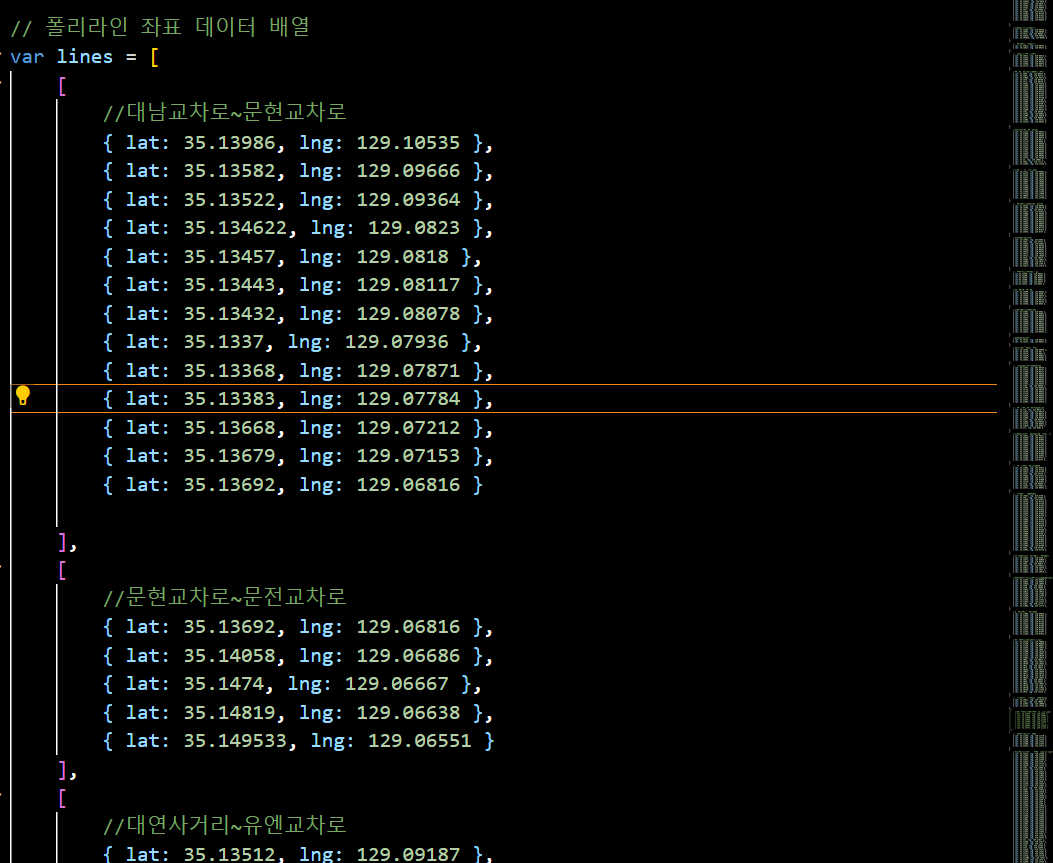 // 폴리라인 좌표 데이터 배열
var lines = [
[
//대남교차로~문현교차로
{ lat: 35.13986, lng: 129.10535 },
{ lat: 35.13582, lng: 129.09666 },
{ lat: 35.13522, lng: 129.09364 },
{ lat: 35.134622, lng: 129.0823 },
{ lat: 35.13457, lng: 129.0818 },
{ lat: 35.13443, lng: 129.08117 },
{ lat: 35.13432, lng: 129.08078 },
{ lat: 35.1337, lng: 129.07936 },
{ lat: 35.13368, lng: 129.07871 },
{ lat: 35.13383, lng: 129.07784 },
{ lat: 35.13668, lng: 129.07212 },
{ lat: 35.13679, lng: 129.07153 },
{ lat: 35.13692, lng: 129.06816 }
],
[
//문현교차로~문전교차로
{ lat: 35.13692, lng: 129.06816 },
{ lat: 35.14058, lng: 129.06686 },
{ lat: 35.1474, lng: 129.06667 },
{ lat: 35.14819, lng: 129.06638 },
{ lat: 35.149533, lng: 129.06551 }
],
[
//대연사거리~유엔교차로
{ lat: 35.13512, lng: 129.09187 },